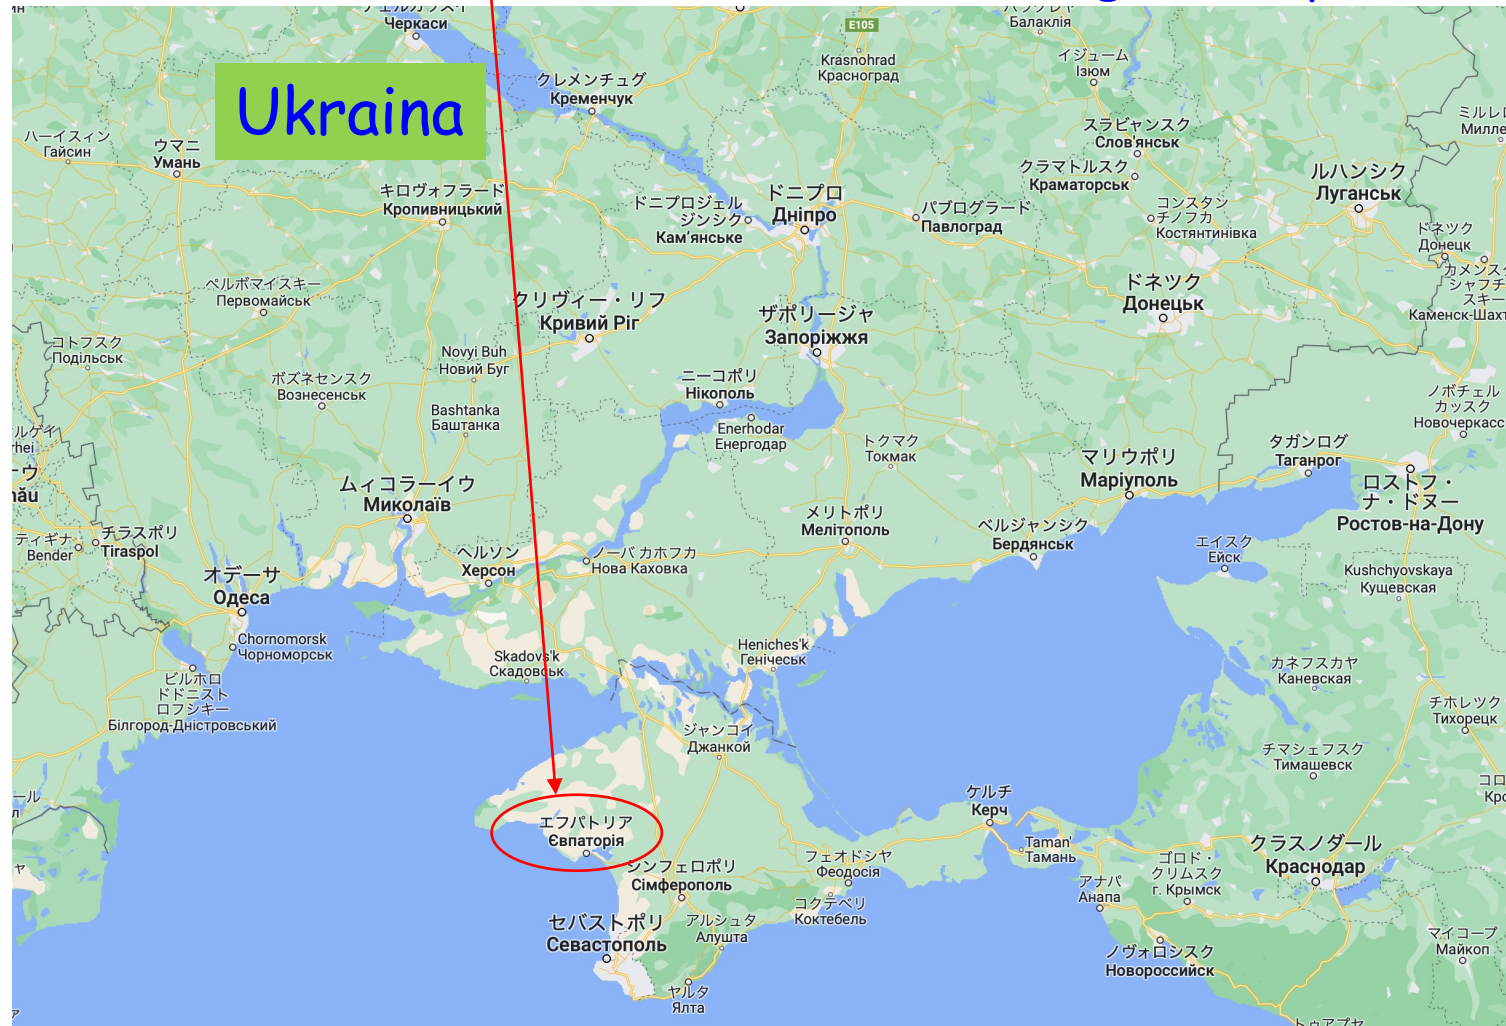 Черкаси
Балаклія
E105
Krasnohrad
Красноград
イジューム
Ізюм
クレメンチュグ
Кременчук
Ukraina
ハーイスィン
Гайсин
ウマニ
Умань
スラビャンスク
Слов'янськ
クラマトルスク
Краматорськ
ルハンシク
Луганськ
キロヴォフラード
Кропивницький
ドニプロジェル
ジンシク
Кам’янське
ドニプロ
Дніпро
パブログラード
Павлоград
コンスタン
チノフカ
Костянтинівка
ドネツク
Донецьк
ペルボマイスキー
Первомайськ
クリヴィー・リフ
Кривий Ріг
ザポリージャ
Запоріжжя
ドネツク
Донецьк
カメンスク
シャフチ
スキー
Каменск-Шахт
コトフスク
Подільськ
Novyi Buh
Новий Буг
ボズネセンスク
Вознесенськ
ニーコポリ
Нікополь
ノボチェル
カッスク
Новочеркасс
Bashtanka
Баштанка
Enerhodar
Енергодар
トクマク
Токмак
タガンログ
Таганрог
マリウポリ
Маріуполь
ムィコラーイウ
Миколаїв
ロストフ・
ナ・ドヌー
Ростов-на-Дону
メリトポリ
Мелітополь
ベルジャンシク
Бердянськ
ティギナ
Bender
チラスポリ
Tiraspol
ヘルソン
Херсон
ノーバ カホフカ
Нова Каховка
エイスク
Ейск
オデーサ
Одеса
Kushchyovskaya
Кущевская
Chornomorsk
Чорноморськ
Skadovs'k
Скадовськ
Heniches'k
Генічеськ
カネフスカヤ
Каневская
ビルホロ
ドドニスト
ロフシキー
Білгород-Дністровський
ジャンコイ
Джанкой
チホレツク
Тихорецк
チマシェフスク
Тимашевск
エフパトリア
Євпаторія
ケルチ
Керч
Taman'
Тамань
シンフェロポリ
Сімферополь
フェオドシヤ
Феодосія
ゴロド・
クリムスク
г. Крымск
クラスノダール
Краснодар
アナパ
Анапа
コクテベリ
Коктебель
セバストポリ
Севастополь
アルシュタ
Алушта
ノヴォロシスク
Новороссийск
マイコープ
Майкоп
ヤルタ
Ялта